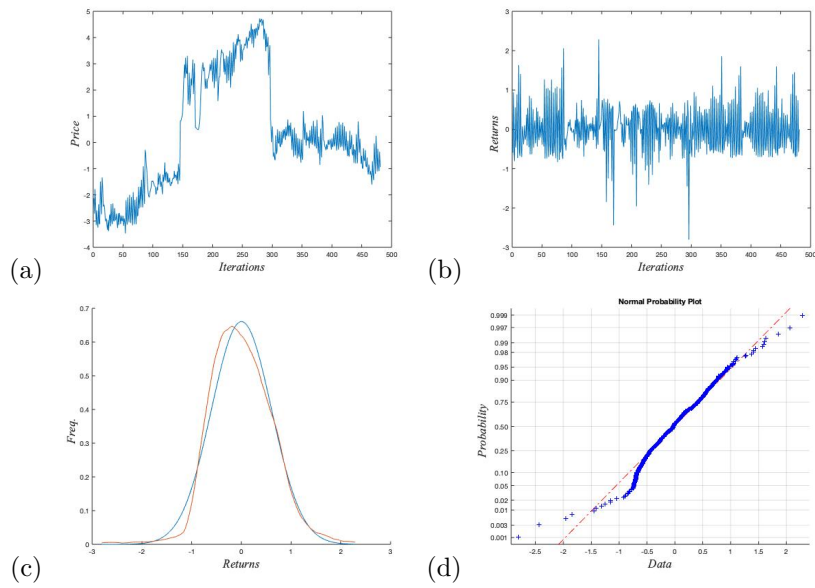 5
4
3
2
1
0
-1
-2
-3
-4
Price
0 50 100 150 200 250 300 350 400 450 500
Iterations
(a)
3
2
1
0
-1
-2
-3
Returns
0 50 100 150 200 250 300 350 400 450 500
Iterations
(b)
0.7
0.6
0.5
0.4
0.3
0.2
0.1
0
Freq.
-3 -2 -1 0 1 2 3
Returns
(c)
Normal Probability Plot
0.999
0.997
0.99
0.98
0.95
0.90
0.75
0.50
0.25
0.10
0.05
0.02
0.01
0.003
0.001
Probability
-2.5 -2 -1.5 -1 -0.5 0 0.5 1 1.5 2
Data
(d)